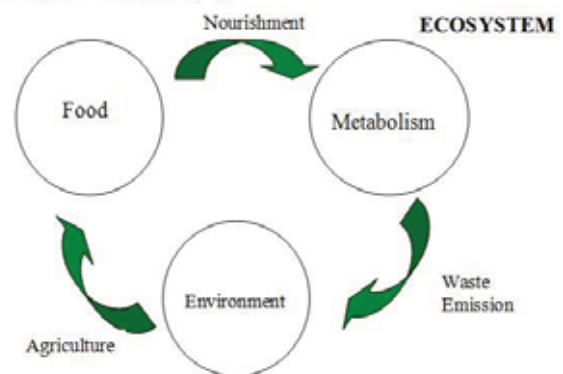 Nourishment
ECOSYSTEM
Food
Metabolism
Environment
Waste
Emission
Agriculture